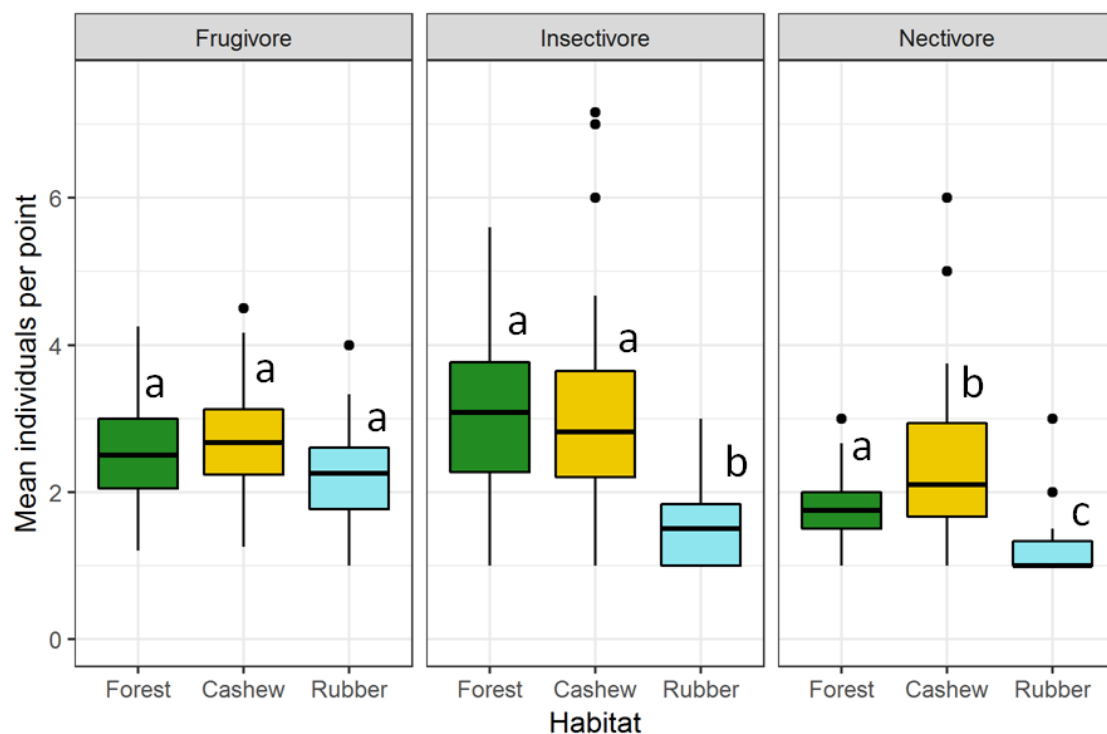 Frugivore Insectivore Nectivore
Mean individuals per point
6
4
2
0
a a a
a a b
a b c
Forest Cashew Rubber Forest Cashew Rubber Forest Cashew Rubber
Habitat